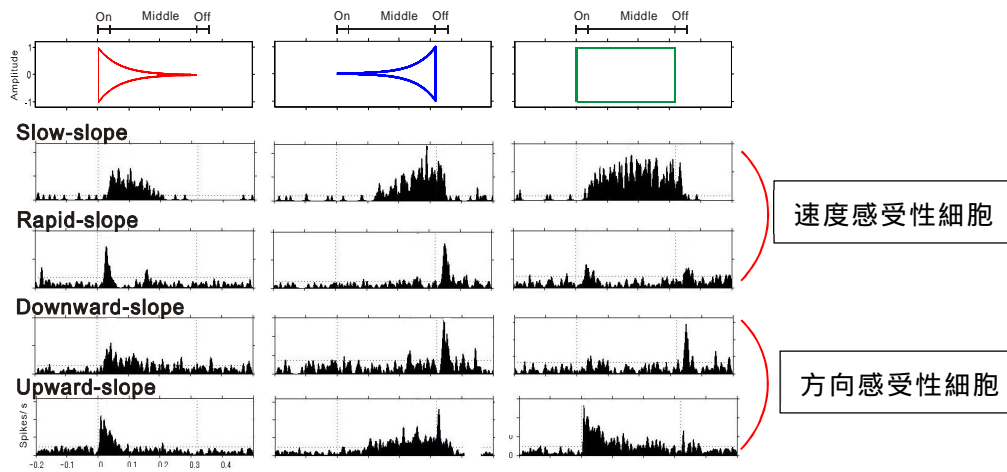 On Middle Off On Middle Off On Middle Off
Amplitude
1
0
-1
Slow-slope
Rapid-slope
速度感受性細胞
Downward-slope
Upward-slope
方向感受性細胞
Spikes/ s
0
0
-0.2 -0.1 0 0.1 0.2 0.3 0.4